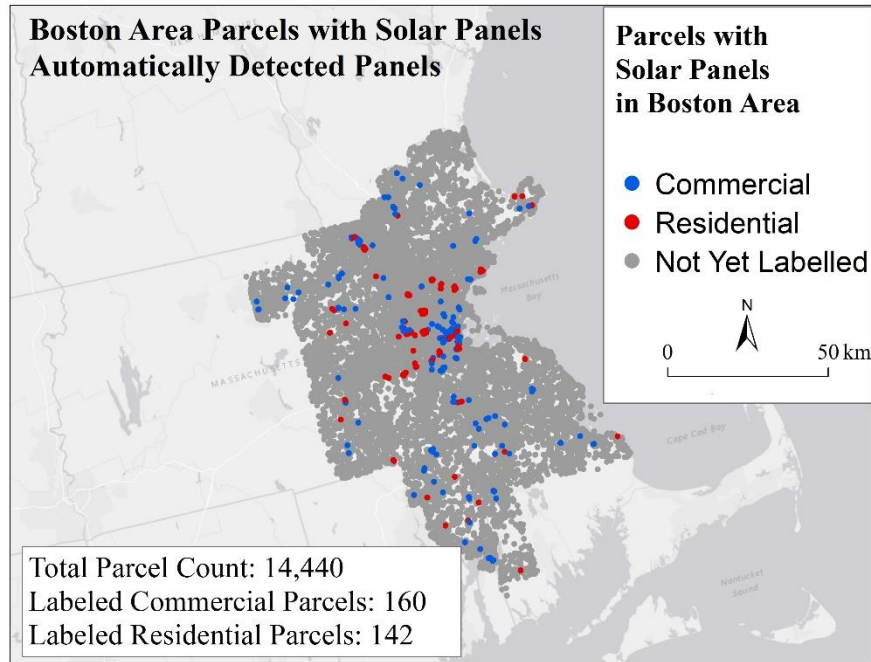 Boston Area Parcels with Solar Panels
Automatically Detected Panels
Parcels with
Solar Panels
in Boston Area
Commercial
Residential
Not Yet Labelled
N
0 50 km
Massachusetts
Bay
MASSACHUSETTS
Cape Cod Bay
Nantucket
Sound
Total Parcel Count: 14,440
Labeled Commercial Parcels: 160
Labeled Residential Parcels: 142